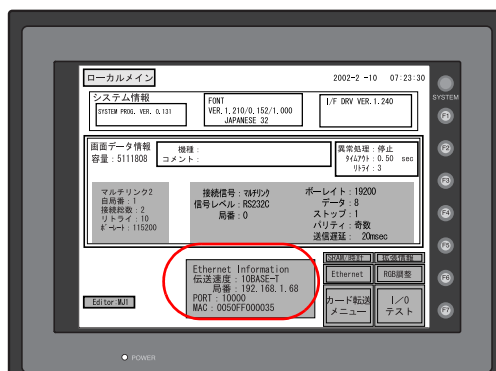 ローカルメイン
2002-2 -10 07:23:30
SYSTEM
システム情報
SYSTEM PROG. VER. 0.131
FONT
VER.1.210/0.152/1.000
JAPANESE 32
I/F DRV VER.1.240
F1
画面データ情報
容量：5111808
機種：
コメント：
異常処理：停止
タイムアウト：0.50 sec
リトライ：3
F2
F3
マルチリンク2
自局番：1
接続総数：2
リトライ：10
ボーレート：115200
接続信号：マルチリンク
信号レベル：RS232C
局番：0
ボーレイト：19200
データ：8
ストップ：1
パリティ：奇数
送信遅延： 20msec
F4
F5
SRAM/時計
拡張情報
Ethernet Information
伝送速度：10BASE-T
局番：192.168.1.68
PORT：10000
MAC：0050FF000035
Ethernet
RGB調整
F6
Editor:MJ1
カード転送
メニュー
I／O
テスト
F7
POWER